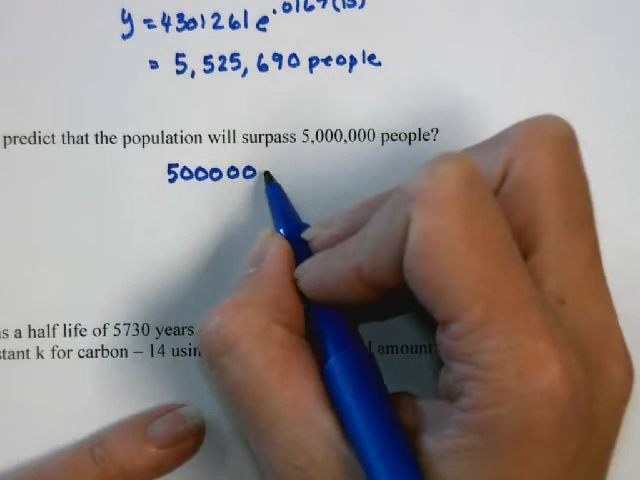 y = 4301261e^.0167(15)
= 5,525,690 people
predict that the population will surpass 5,000,000 people?
500000
s a half life of 5730 years
stant k for carbon – 14 usin amount